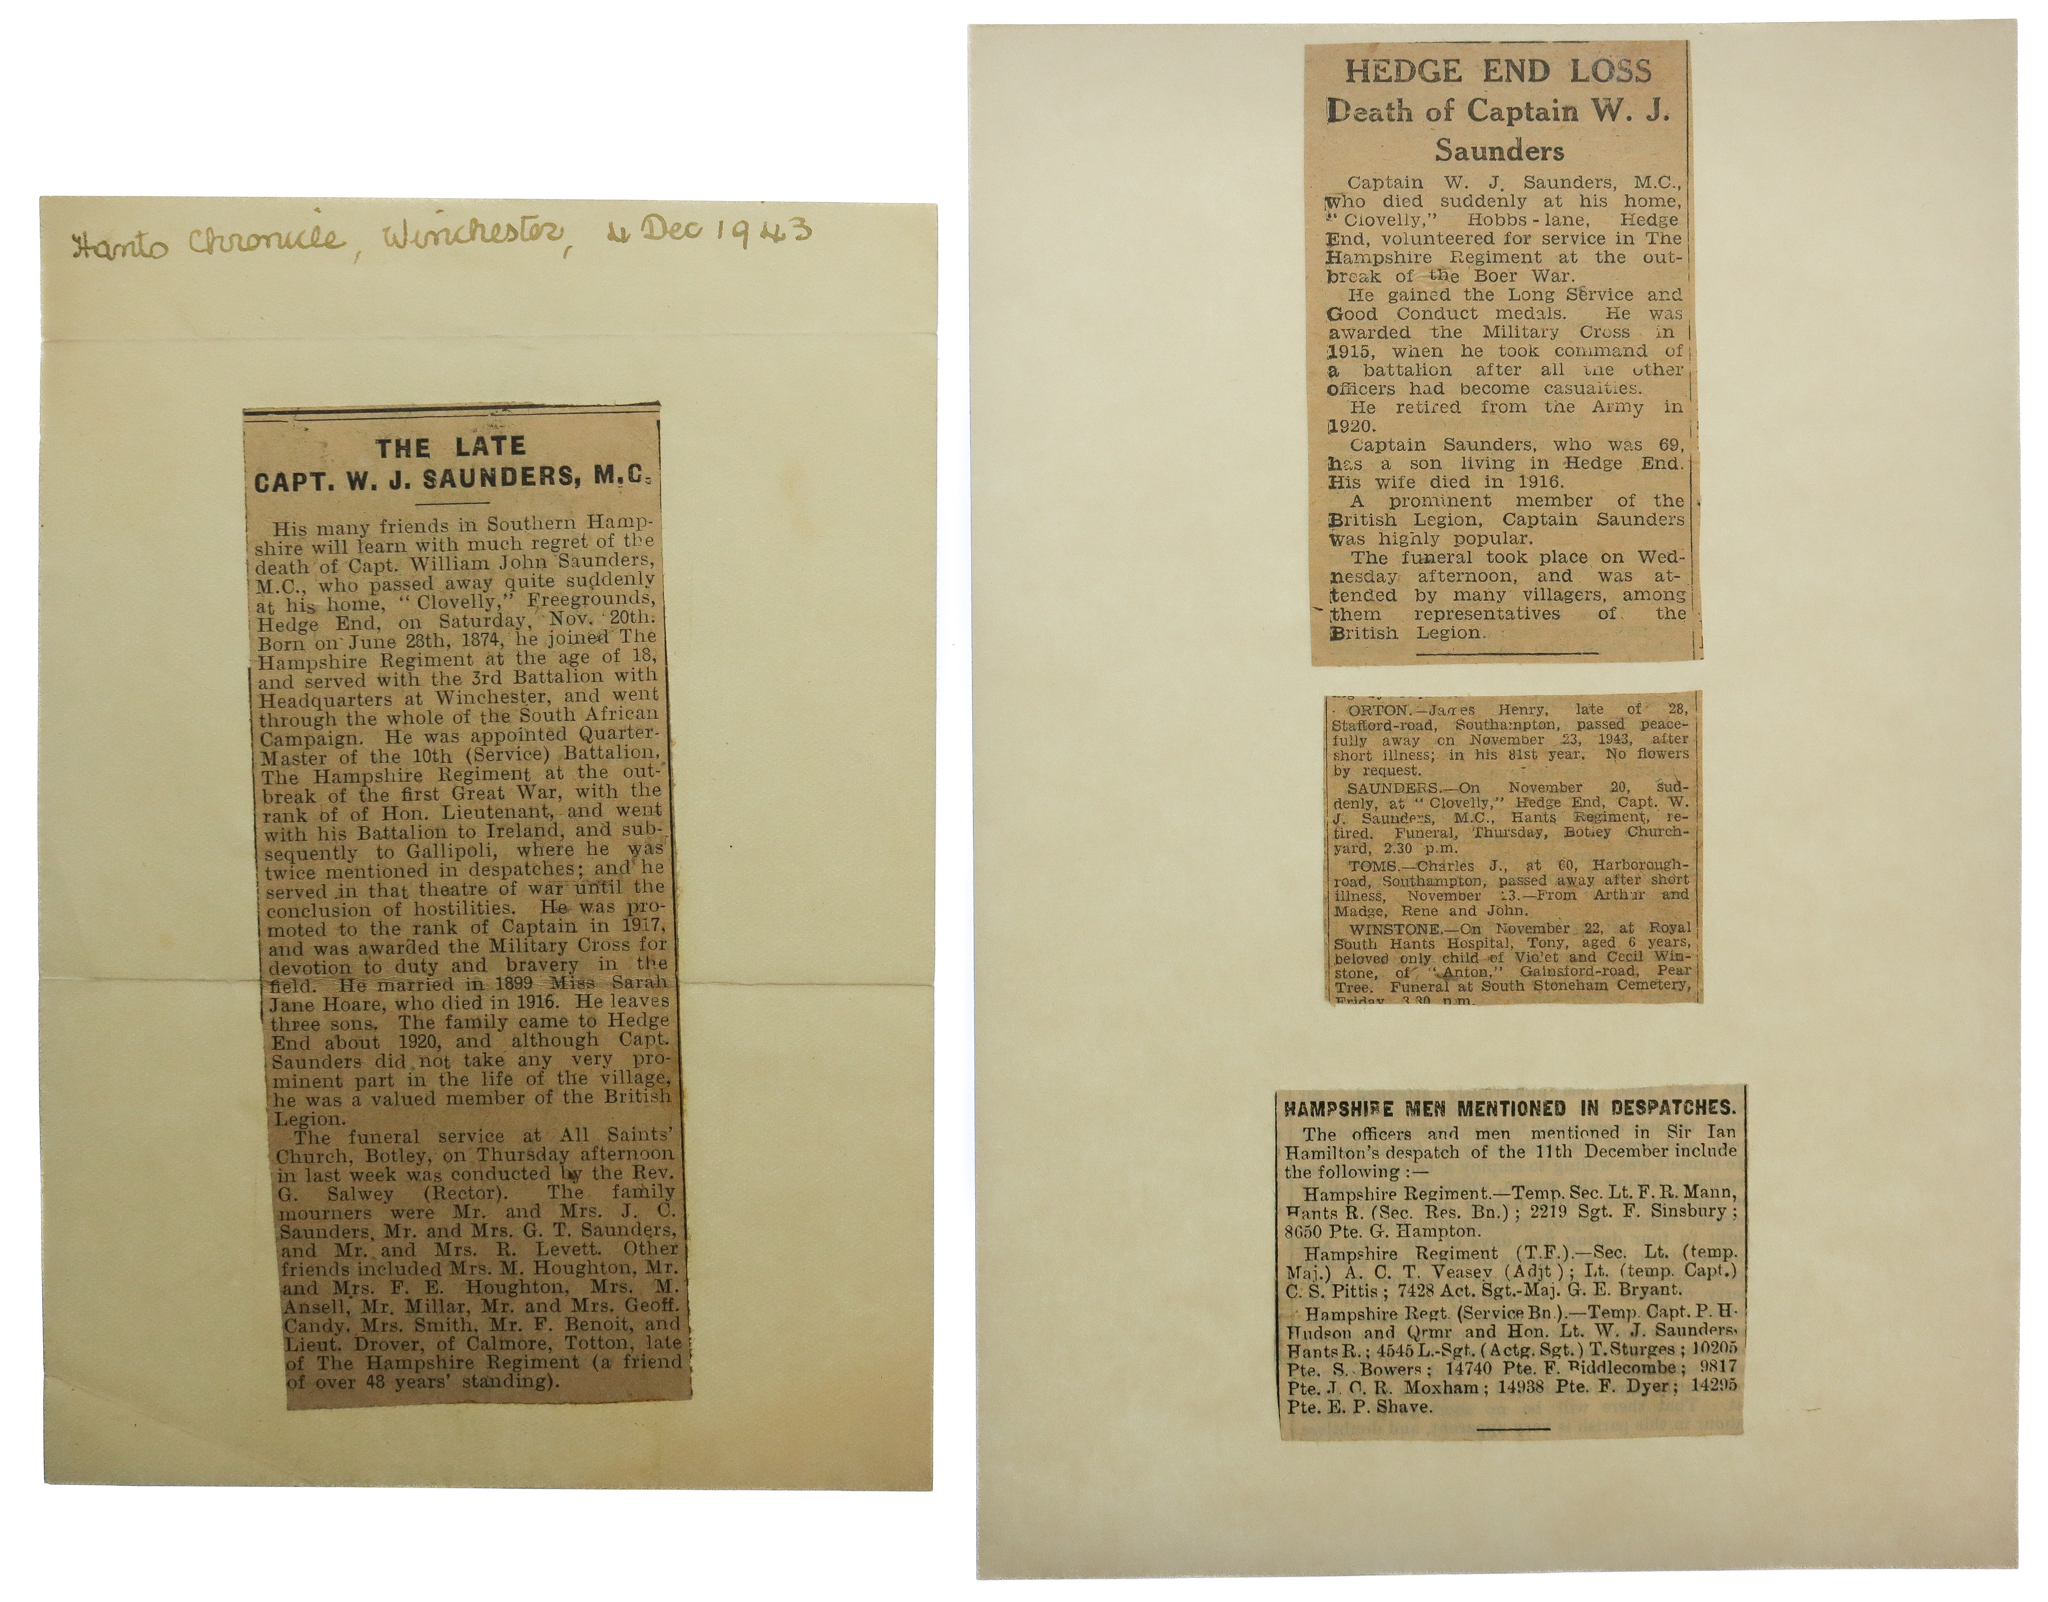 Hants Chronicle, Winchester, 4 Dec 1943
THE LATE
CAPT. W. J. SAUNDERS, M.C.
His many friends in Southern Hamp-
shire will learn with much regret of the
death of Capt. William John Saunders,
M.C., who passed away quite suddenly
at his home, "Clovelly," Freegrounds,
Hedge End, on Saturday, Nov. 20th.
Born on June 28th, 1874, he joined The
Hampshire Regiment at the age of 18,
and served with the 3rd Battalion with
Headquarters at Winchester, and went
through the whole of the South African
Campaign. He was appointed Quarter-
Master of the 10th (Service) Battalion,
The Hampshire Regiment at the out-
break of the first Great War, with the
rank of of Hon. Lieutenant, and went
with his Battalion to Ireland, and sub-
sequently to Gallipoli, where he was
twice mentioned in despatches; and he
served in that theatre of war until the
conclusion of hostilities. He was pro-
moted to the rank of Captain in 1917,
and was awarded the Military Cross for
devotion to duty and bravery in the
field. He married in 1899 Miss Sarah
Jane Hoare, who died in 1916. He leaves
three sons. The family came to Hedge
End about 1920, and although Capt.
Saunders did not take any very pro-
minent part in the life of the village,
he was a valued member of the British
Legion.
The funeral service at All Saints'
Church, Botley, on Thursday afternoon
in last week was conducted by the Rev.
G. Salwey (Rector). The family
mourners were Mr. and Mrs. J. C.
Saunders, Mr. and Mrs. G. T. Saunders,
and Mr. and Mrs. R. Levett. Other
friends included Mrs. M. Houghton, Mr.
and Mrs. F. E. Houghton, Mrs. M.
Ansell, Mr. Millar, Mr. and Mrs. Geoff.
Candy, Mrs. Smith, Mr. F. Benoit, and
Lieut. Drover, of Calmore, Totton, late
of The Hampshire Regiment (a friend
of over 48 years' standing).
HEDGE END LOSS
Death of Captain W. J.
Saunders
Captain W. J. Saunders, M.C.,
who died suddenly at his home,
"Clovelly," Hobbs-lane, Hedge
End, volunteered for service in The
Hampshire Regiment at the out-
break of the Boer War.
He gained the Long Service and
Good Conduct medals. He was
awarded the Military Cross in
1915, when he took command of
a battalion after all the other
officers had become casualties.
He retired from the Army in
1920.
Captain Saunders, who was 69,
has a son living in Hedge End.
His wife died in 1916.
A prominent member of the
British Legion, Captain Saunders
was highly popular.
The funeral took place on Wed-
nesday afternoon, and was at-
tended by many villagers, among
them representatives of the
British Legion.
ORTON.—James Henry, late of 28,
Stafford-road, Southampton, passed peace-
fully away on November 23, 1943, after
short illness; in his 81st year. No flowers
by request.
SAUNDERS.—On November 20, sud-
denly, at "Clovelly," Hedge End, Capt. W.
J. Saunders, M.C., Hants Regiment, re-
tired. Funeral, Thursday, Botley Church-
yard, 2.30 p.m.
TOMS.—Charles J., at 60, Harborough-
road, Southampton, passed away after short
illness, November 23.—From Arthur and
Madge, Rene and John.
WINSTONE.—On November 22, at Royal
South Hants Hospital, Tony, aged 6 years,
beloved only child of Violet and Cecil Win-
stone, of "Anton," Gainsford-road, Pear
Tree. Funeral at South Stoneham Cemetery,
Friday, 3.30 p.m.
HAMPSHIRE MEN MENTIONED IN DESPATCHES.
The officers and men mentioned in Sir Ian
Hamilton's despatch of the 11th December include
the following :—
Hampshire Regiment.—Temp. Sec. Lt. F. R. Mann,
Hants R. (Sec. Res. Bn.) ; 2219 Sgt. F. Sinsbury ;
8650 Pte. G. Hampton.
Hampshire Regiment (T.F.).—Sec. Lt. (temp.
Maj.) A. C. T. Veasey (Adjt) ; Lt. (temp. Capt.)
C. S. Pittis ; 7428 Act. Sgt.-Maj. G. E. Bryant.
Hampshire Regt. (Service Bn.).—Temp. Capt. P. H.
Hudson and Qrmr and Hon. Lt. W. J. Saunders,
Hants R. ; 4545 L.-Sgt. (Actg. Sgt.) T. Sturges ; 10205
Pte. S. Bowers ; 14740 Pte. F. Biddlecombe ; 9817
Pte. J. C. R. Moxham ; 14938 Pte. F. Dyer ; 14295
Pte. E. P. Shave.